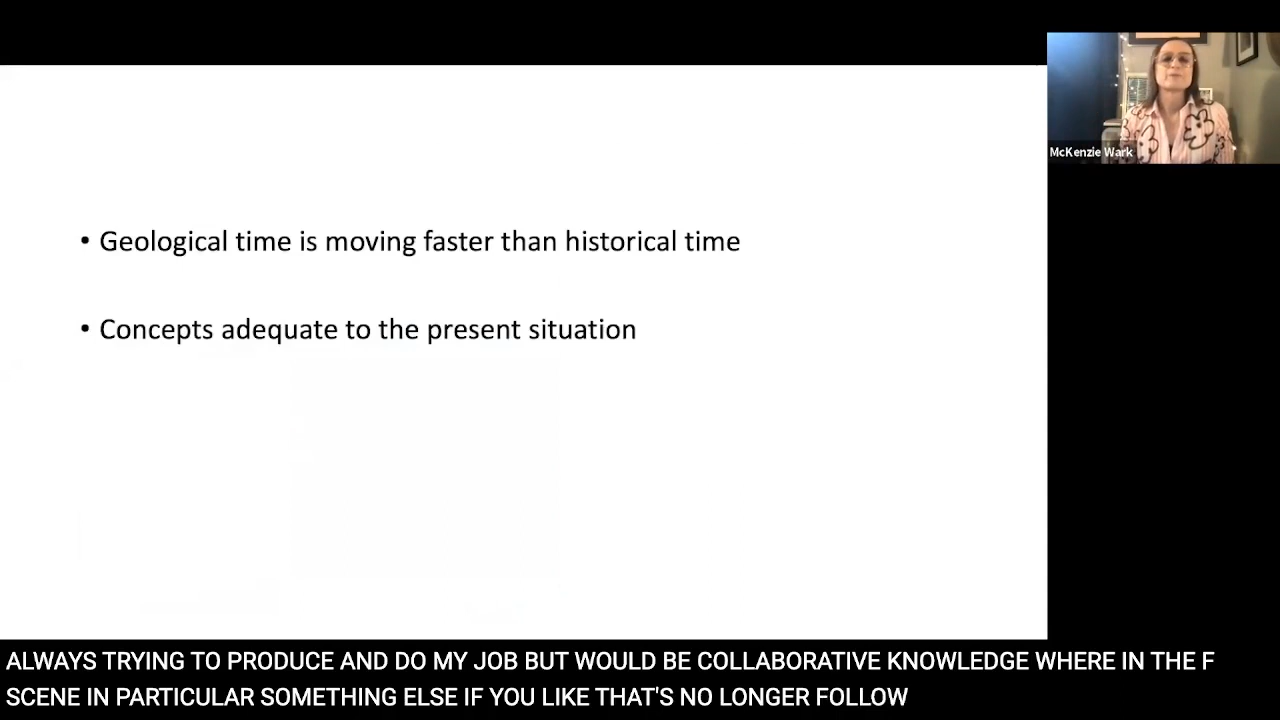 McKenzie Wark
• Geological time is moving faster than historical time
• Concepts adequate to the present situation
ALWAYS TRYING TO PRODUCE AND DO MY JOB BUT WOULD BE COLLABORATIVE KNOWLEDGE WHERE IN THE F
SCENE IN PARTICULAR SOMETHING ELSE IF YOU LIKE THAT'S NO LONGER FOLLOW